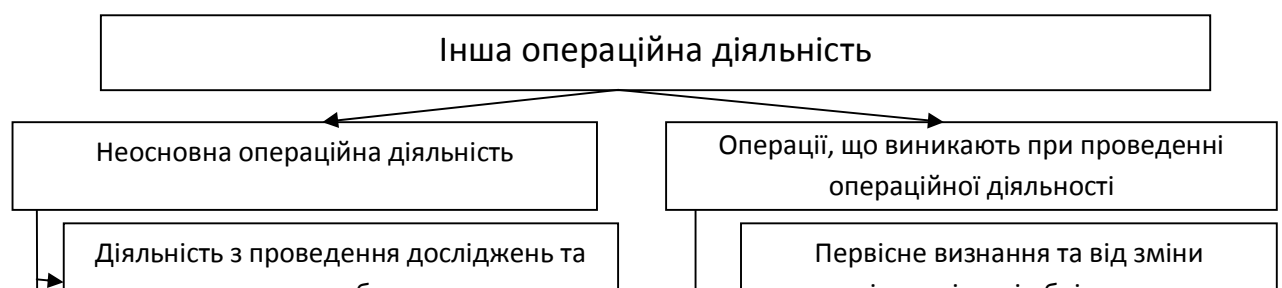 Інша операційна діяльність
Неосновна операційна діяльність
Операції, що виникають при проведенні
операційної діяльності
Діяльність з проведення досліджень та
Первісне визнання та від зміни